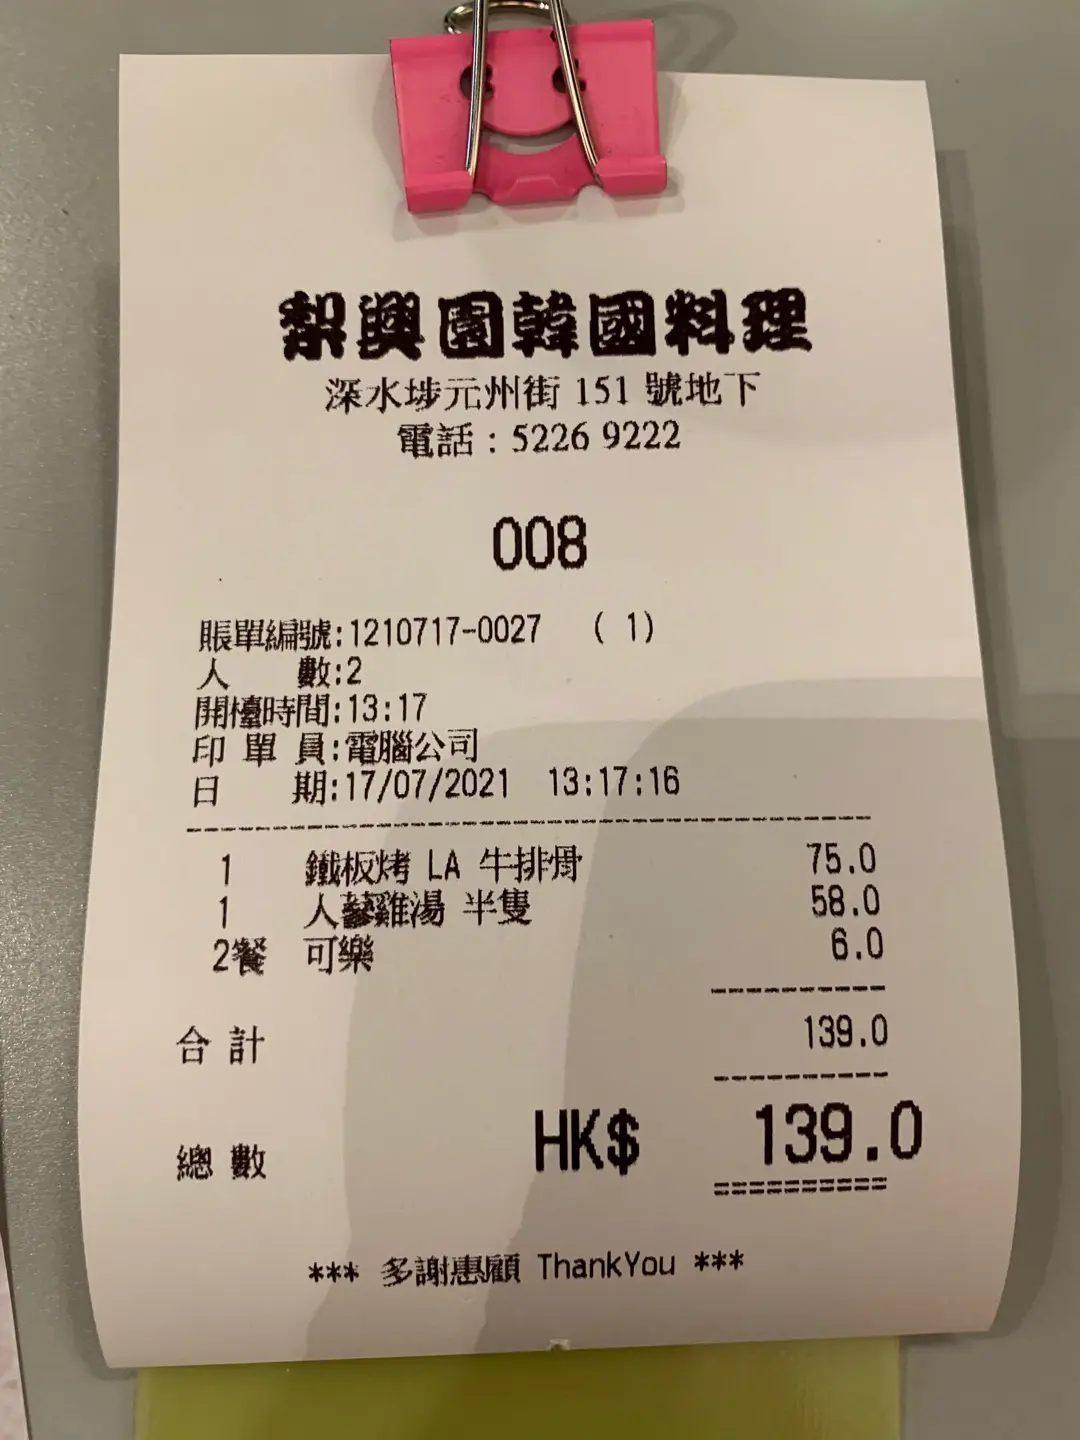 梨興園韓國料理
深水埗元州街 151 號地下
電話：5226 9222
008
賬單編號:1210717-0027 ( 1)
人 數:2
開檯時間:13:17
印 單 員:電腦公司
日 期:17/07/2021 13:17:16
1 鐵板烤 LA 牛排骨 75.0
1 人蔘雞湯 半隻 58.0
2餐 可樂 6.0
合 計 139.0
總 數 HK$ 139.0
*** 多謝惠顧 ThankYou ***